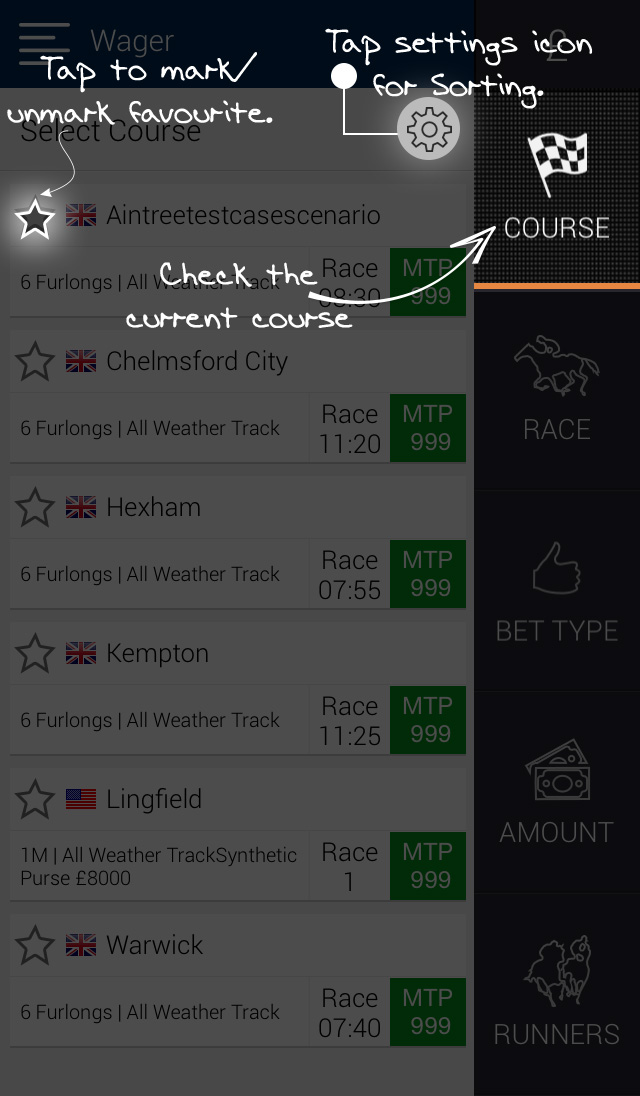 Wager
£
Tap settings icon
for Sorting.
Tap to mark/
unmark favourite.
Select Course
Aintreetestcasescenario
6 Furlongs | All Weather Track
Race
08:30
MTP
999
Check the
current course
Chelmsford City
6 Furlongs | All Weather Track
Race
11:20
MTP
999
Hexham
6 Furlongs | All Weather Track
Race
07:55
MTP
999
Kempton
6 Furlongs | All Weather Track
Race
11:25
MTP
999
Lingfield
1M | All Weather TrackSynthetic
Purse £8000
Race
1
MTP
999
Warwick
6 Furlongs | All Weather Track
Race
07:40
MTP
999
COURSE
RACE
BET TYPE
AMOUNT
RUNNERS